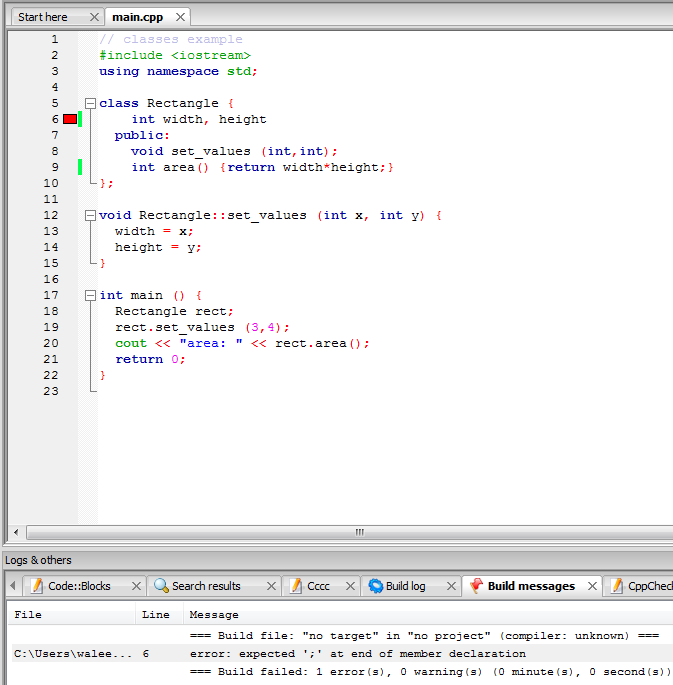 Start here main.cpp
1 // classes example
2 #include <iostream>
3 using namespace std;
4
5 class Rectangle {
6 int width, height
7 public:
8 void set_values (int,int);
9 int area() {return width*height;}
10 };
11
12 void Rectangle::set_values (int x, int y) {
13 width = x;
14 height = y;
15 }
16
17 int main () {
18 Rectangle rect;
19 rect.set_values (3,4);
20 cout << "area: " << rect.area();
21 return 0;
22 }
23
Logs & others
Code::Blocks Search results Cccc Build log Build messages CppChec
File Line Message
=== Build file: "no target" in "no project" (compiler: unknown) ===
C:\Users\walee... 6 error: expected ';' at end of member declaration
=== Build failed: 1 error(s), 0 warning(s) (0 minute(s), 0 second(s))